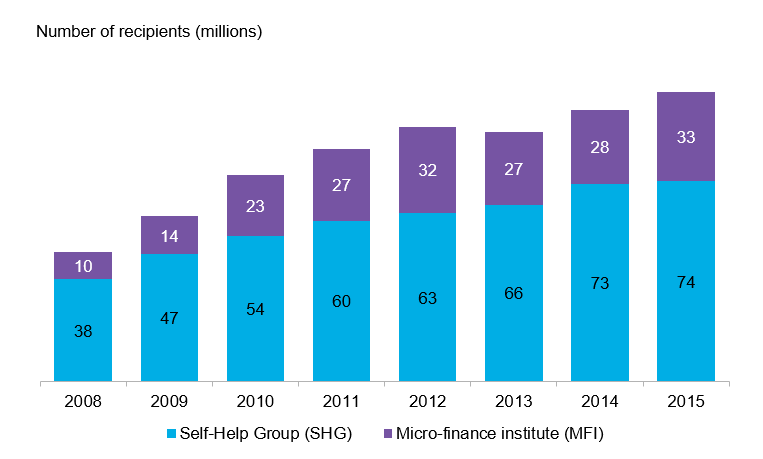 Number of recipients (millions)
10 14 23 27 32 27 28 33
38 47 54 60 63 66 73 74
2008 2009 2010 2011 2012 2013 2014 2015
Self-Help Group (SHG) Micro-finance institute (MFI)